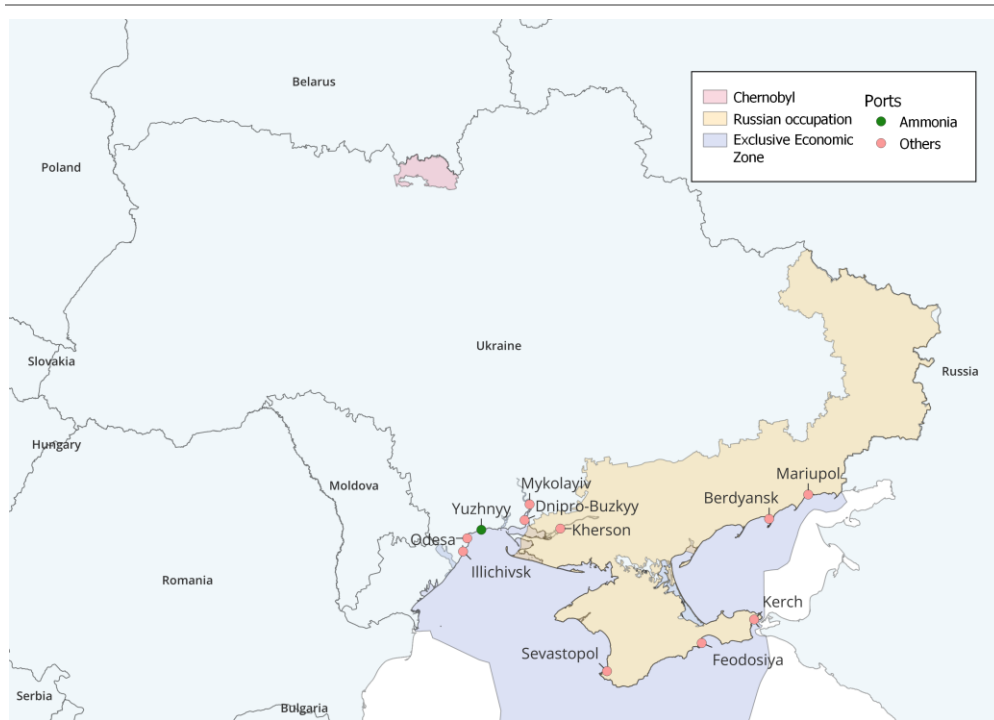 Belarus
Chernobyl
Ports
Russian occupation
Ammonia
Exclusive Economic
Zone
Others
Poland
Ukraine
Slovakia
Russia
Hungary
Moldova
Mariupol
Mykolayiv
Berdyansk
Yuzhnyy
Dnipro-Buzkyy
Odesa
Kherson
Illichivsk
Romania
Kerch
Sevastopol
Feodosiya
Serbia
Bulgaria